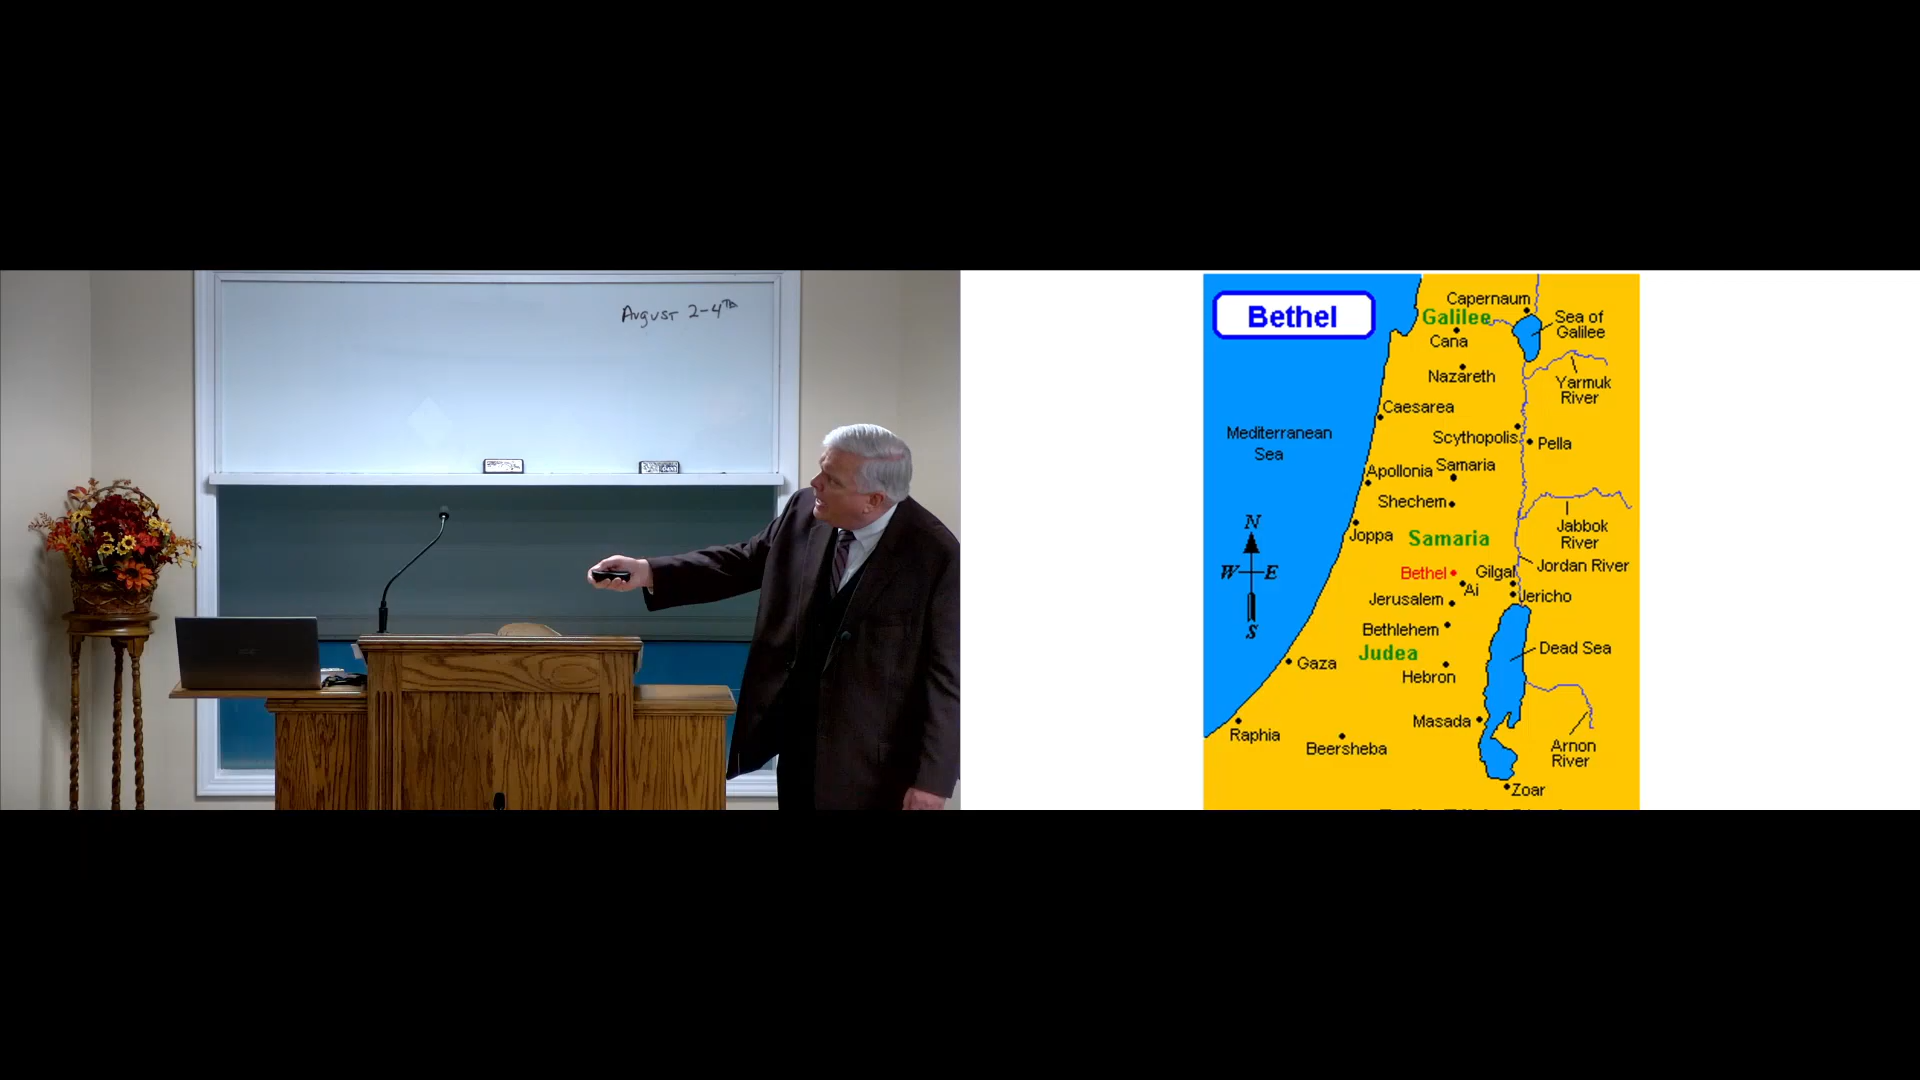 August 2-4th
Bethel
Capernaum
Galilee
Sea of
Galilee
Cana
Nazareth
Yarmuk
River
Caesarea
Mediterranean
Sea
Scythopolis
Pella
Apollonia
Samaria
Shechem
N
Joppa
Samaria
Jabbok
River
W
E
Bethel
Gilgal
Jordan River
Ai
Jerusalem
Jericho
S
Bethlehem
Judea
Dead Sea
Gaza
Hebron
Masada
Raphia
Beersheba
Arnon
River
Zoar